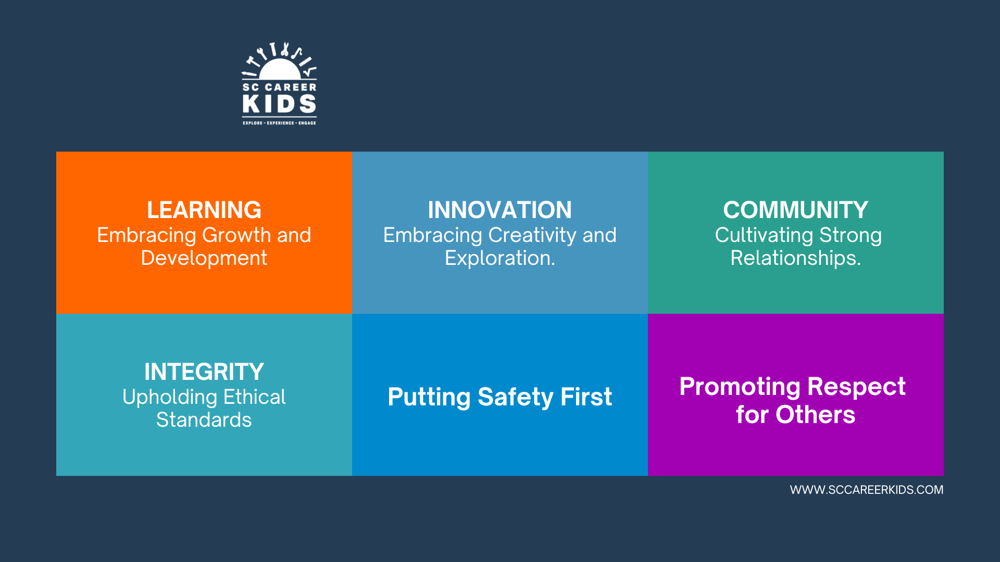 SC CAREER
KIDS
EXPLORE - EXPERIENCE - ENGAGE
LEARNING
Embracing Growth and
Development
INNOVATION
Embracing Creativity and
Exploration.
COMMUNITY
Cultivating Strong
Relationships.
INTEGRITY
Upholding Ethical
Standards
Putting Safety First
Promoting Respect
for Others
WWW.SCCAREERKIDS.COM